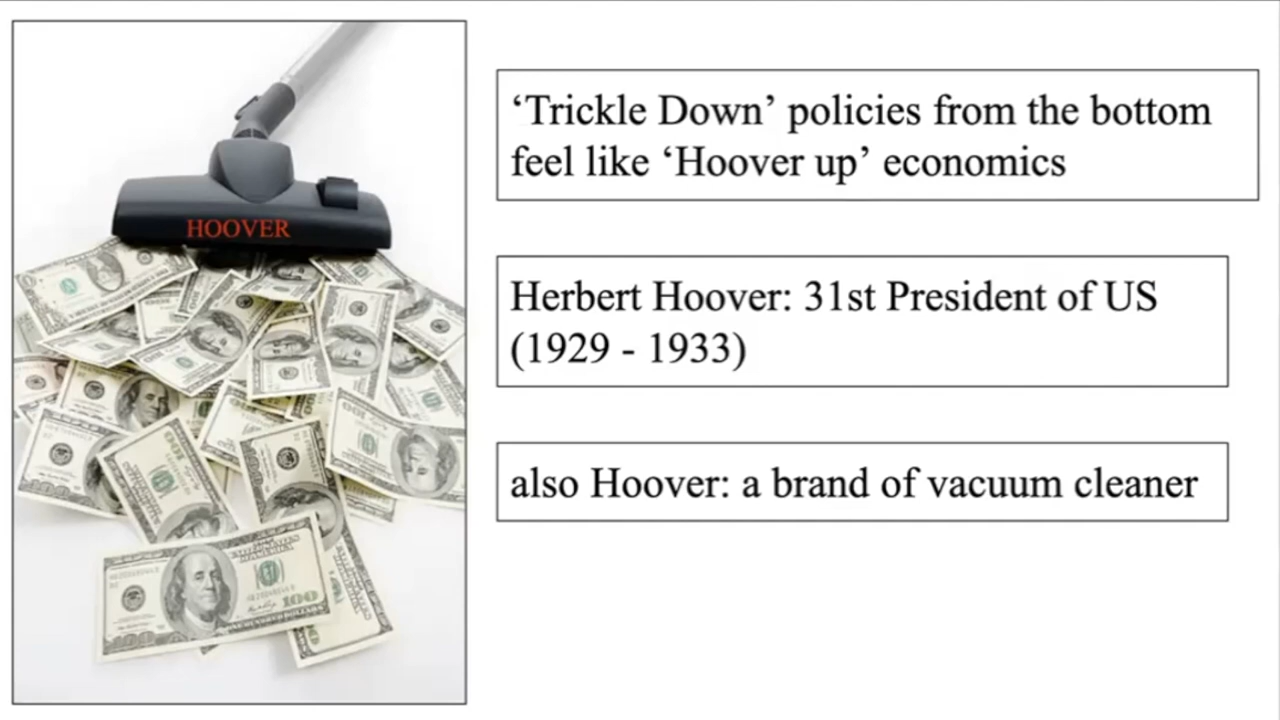 HOOVER
‘Trickle Down’ policies from the bottom
feel like ‘Hoover up’ economics
Herbert Hoover: 31st President of US
(1929 - 1933)
also Hoover: a brand of vacuum cleaner
100